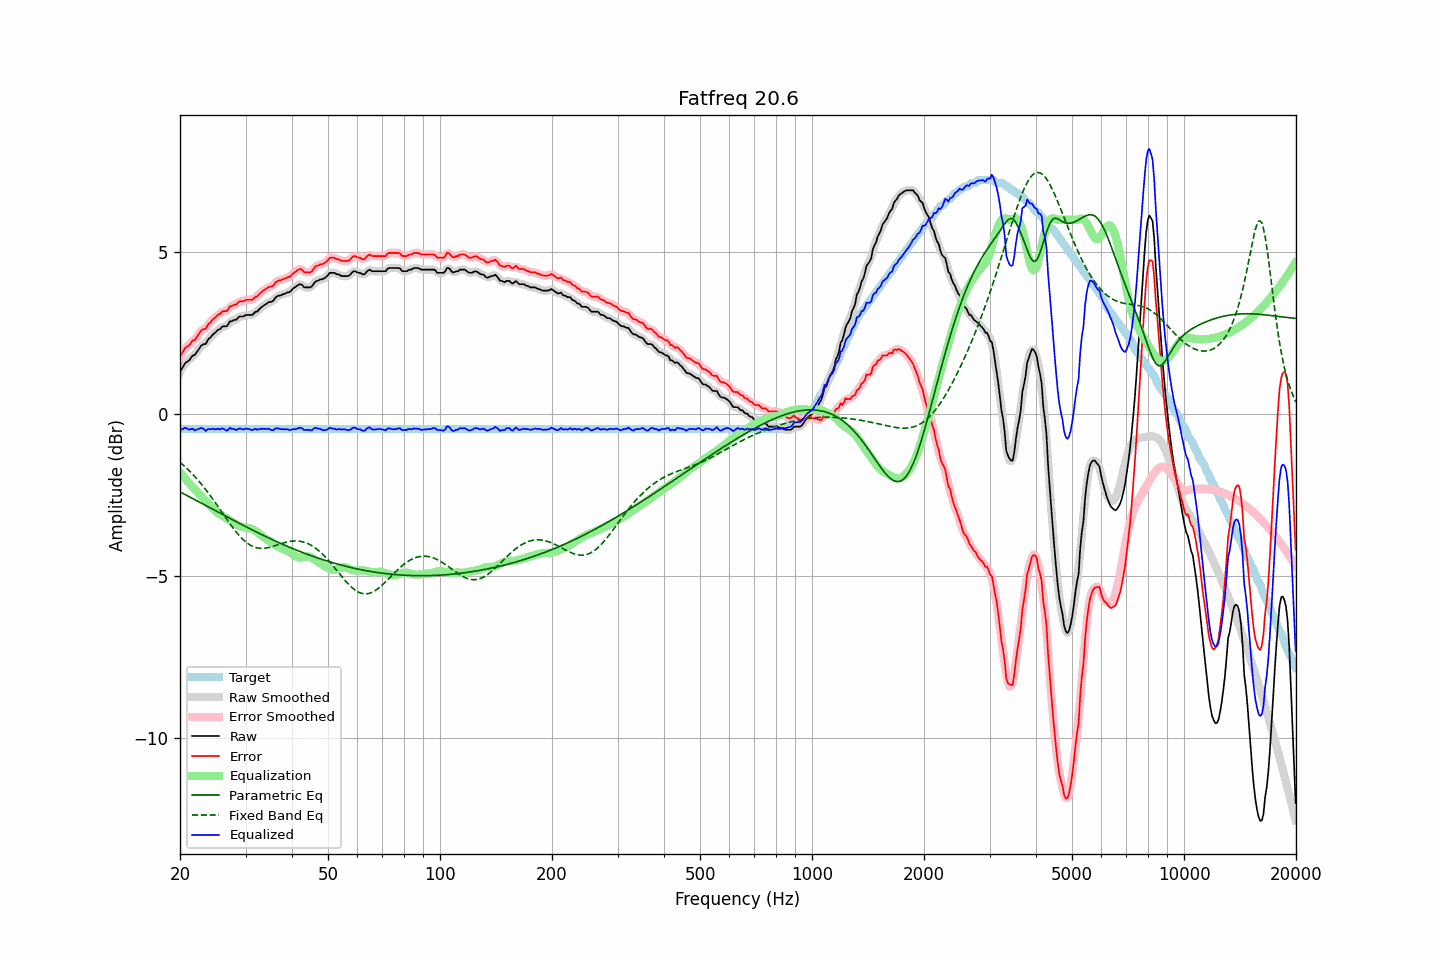 Fatfreq 20.6
Amplitude (dBr)
5
0
−5
−10
Target
Raw Smoothed
Error Smoothed
Raw
Error
Equalization
Parametric Eq
Fixed Band Eq
Equalized
20 50 100 200 500 1000 2000 5000 10000 20000
Frequency (Hz)